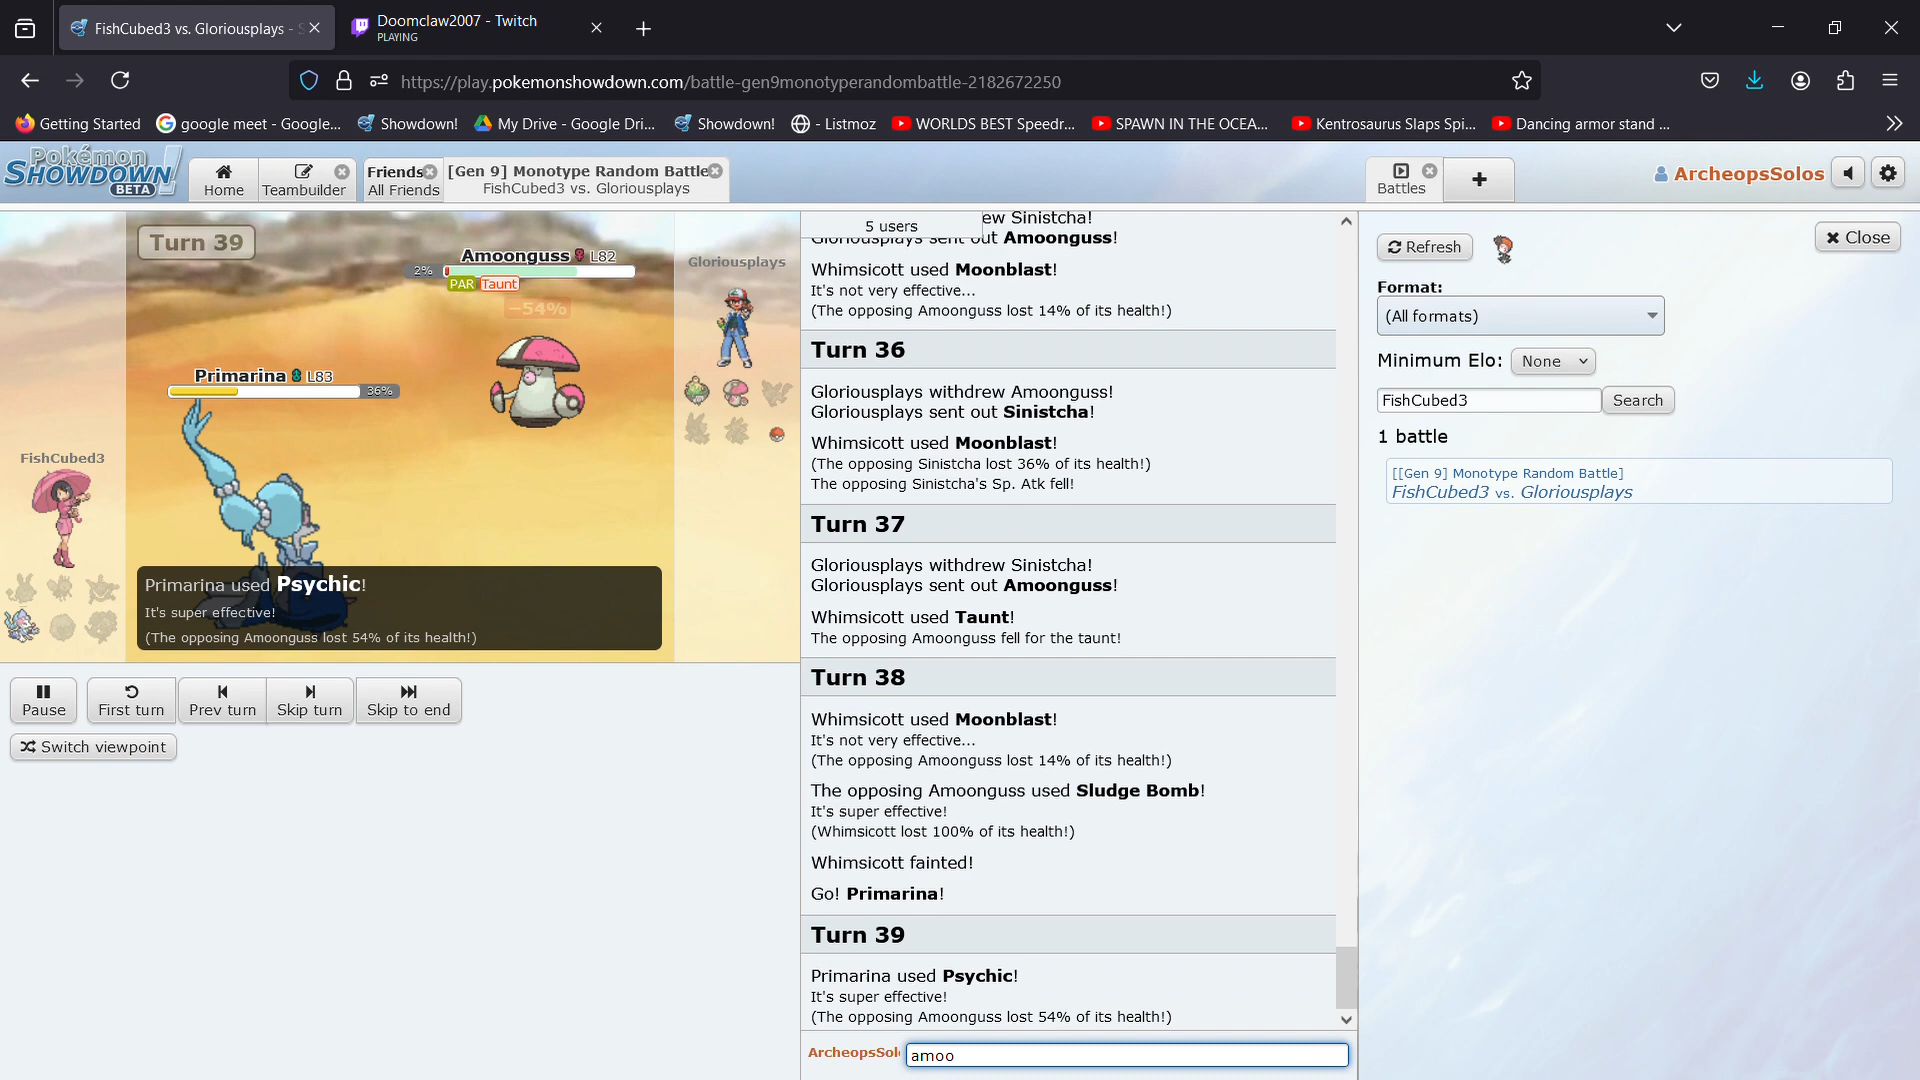 FishCubed3 vs. Gloriousplays - S
Doomclaw2007 - Twitch
PLAYING
https://play.pokemonshowdown.com/battle-gen9monotyperandombattle-2182672250
Getting Started
google meet - Google...
Showdown!
My Drive - Google Dri...
Showdown!
- Listmoz
WORLDS BEST Speedr...
SPAWN IN THE OCEA...
Kentrosaurus Slaps Spi...
Dancing armor stand ...
Pokémon
SHOWDOWN!
BETA
Home
Teambuilder
Friends
All Friends
[Gen 9] Monotype Random Battle
FishCubed3 vs. Gloriousplays
Battles
ArcheopsSolos
Turn 39
Amoonguss L82
2%
PAR Taunt
−54%
Primarina L83
36%
Gloriousplays
FishCubed3
Primarina used Psychic!
It's super effective!
(The opposing Amoonguss lost 54% of its health!)
Pause
First turn
Prev turn
Skip turn
Skip to end
Switch viewpoint
5 users
ew Sinistcha!
Gloriousplays sent out Amoonguss!
Whimsicott used Moonblast!
It's not very effective...
(The opposing Amoonguss lost 14% of its health!)
Turn 36
Gloriousplays withdrew Amoonguss!
Gloriousplays sent out Sinistcha!
Whimsicott used Moonblast!
(The opposing Sinistcha lost 36% of its health!)
The opposing Sinistcha's Sp. Atk fell!
Turn 37
Gloriousplays withdrew Sinistcha!
Gloriousplays sent out Amoonguss!
Whimsicott used Taunt!
The opposing Amoonguss fell for the taunt!
Turn 38
Whimsicott used Moonblast!
It's not very effective...
(The opposing Amoonguss lost 14% of its health!)
The opposing Amoonguss used Sludge Bomb!
It's super effective!
(Whimsicott lost 100% of its health!)
Whimsicott fainted!
Go! Primarina!
Turn 39
Primarina used Psychic!
It's super effective!
(The opposing Amoonguss lost 54% of its health!)
ArcheopsSol
amoo
Refresh
Close
Format:
(All formats)
Minimum Elo: None
FishCubed3
Search
1 battle
[[Gen 9] Monotype Random Battle]
FishCubed3 vs. Gloriousplays